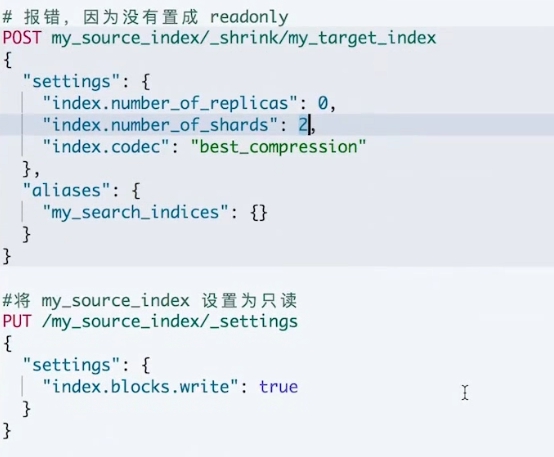 # 报错，因为没有置成 readonly
POST my_source_index/_shrink/my_target_index
{
  "settings": {
    "index.number_of_replicas": 0,
    "index.number_of_shards": 2,
    "index.codec": "best_compression"
  },
  "aliases": {
    "my_search_indices": {}
  }
}
#将 my_source_index 设置为只读
PUT /my_source_index/_settings
{
  "settings": {
    "index.blocks.write": true
  }
}